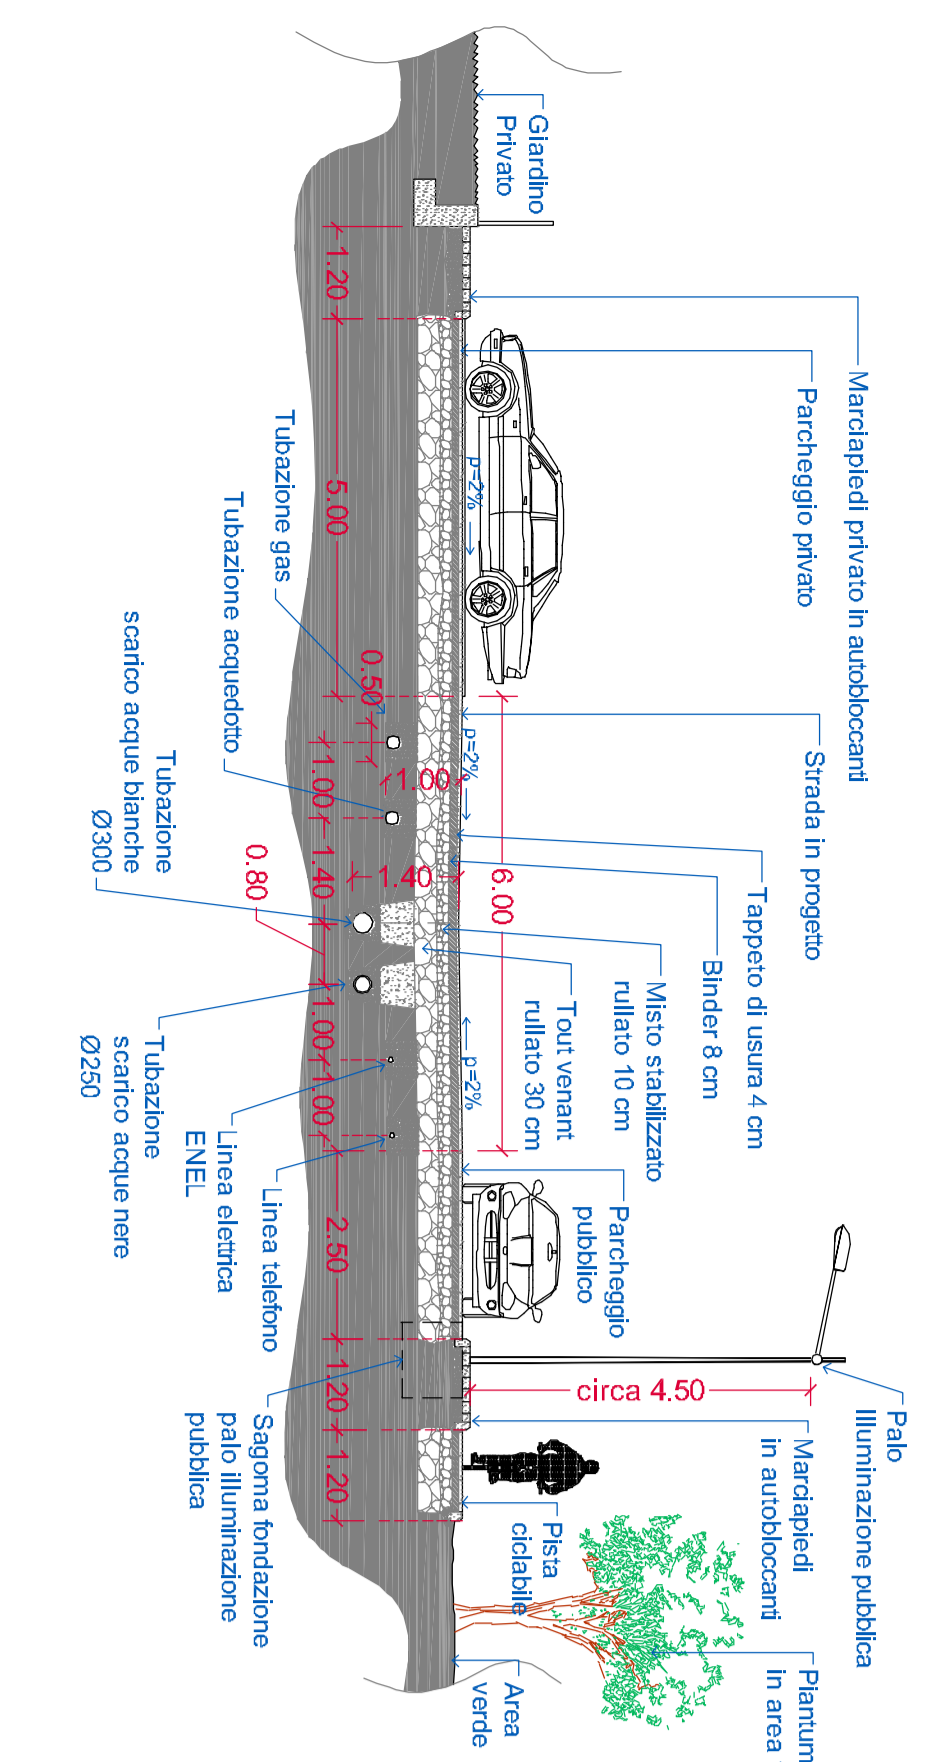 Giardino
Privato
Marciapiedi privato in autobloccanti
Parcheggio privato
Strada in progetto
Tappeto di usura 4 cm
Binder 8 cm
Misto stabilizzato
rullato 10 cm
Tout venant
rullato 30 cm
Parcheggio
pubblico
Palo
Illuminazione pubblica
Marciapiedi
in autobloccanti
Pista
ciclabile
Piantum
in area
Area
verde
circa 4.50
p=2%
p=2%
p=2%
6.00
1.00
1.40
0.50
1.20
5.00
1.00
1.40
0.80
1.00
1.00
2.50
1.20
1.20
Tubazione gas
Tubazione acquedotto
Tubazione
scarico acque bianche
Ø300
Tubazione
scarico acque nere
Ø250
Linea elettrica
ENEL
Linea telefono
Sagoma fondazione
palo illuminazione
pubblica